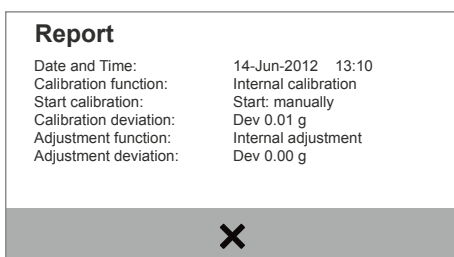 Report
Date and Time: 14-Jun-2012 13:10
Calibration function: Internal calibration
Start calibration: Start: manually
Calibration deviation: Dev 0.01 g
Adjustment function: Internal adjustment
Adjustment deviation: Dev 0.00 g